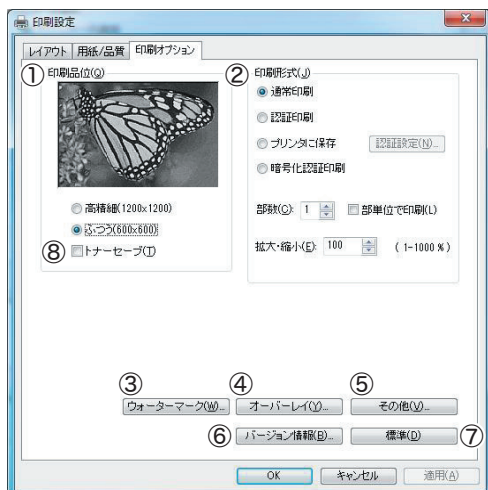 印刷設定
レイアウト 用紙/品質 印刷オプション
① 印刷品位(Q)
高精細(1200x1200)
ふつう(600x600)
⑧ トナーセーブ(T)
② 印刷形式(J)
通常印刷
認証印刷
プリンタに保存 認証設定(N)...
暗号化認証印刷
部数(C): 1 部単位で印刷(L)
拡大・縮小(E): 100 (1-1000 %)
③ ④ ⑤
ウォーターマーク(W)... オーバーレイ(Y)... その他(V)...
⑥ バージョン情報(B)... 標準(D) ⑦
OK キャンセル 適用(A)